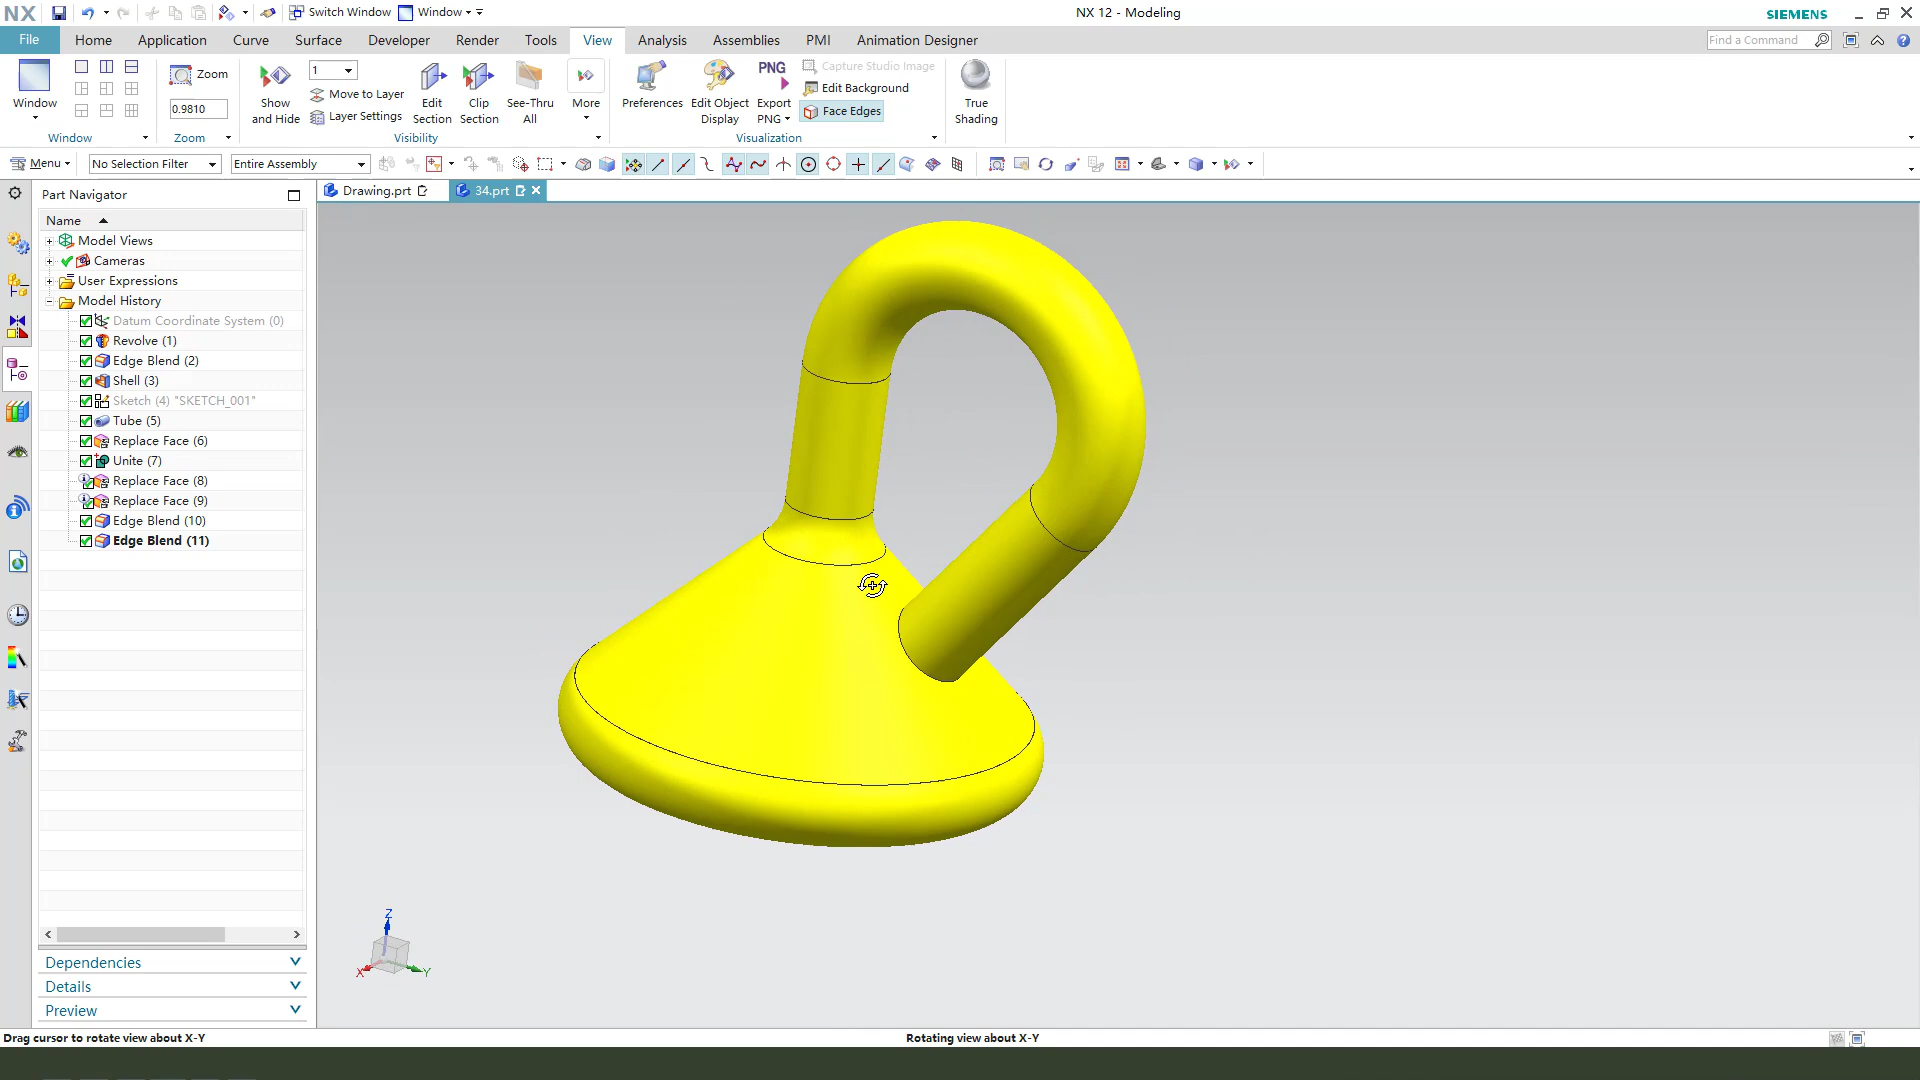 NX Switch Window Window NX 12 - Modeling SIEMENS
File Home Application Curve Surface Developer Render Tools View Analysis Assemblies PMI Animation Designer Find a Command
Window
Window
Zoom
0.9810
Zoom
Show
and Hide
1
Move to Layer
Layer Settings
Edit
Section
Clip
Section
See-Thru
All
More
Visibility
Preferences
Edit Object
Display
PNG
Export
PNG
Capture Studio Image
Edit Background
Face Edges
Visualization
True
Shading
Menu No Selection Filter Entire Assembly
Part Navigator
Drawing.prt 34.prt
Name
Model Views
Cameras
User Expressions
Model History
Datum Coordinate System (0)
Revolve (1)
Edge Blend (2)
Shell (3)
Sketch (4) "SKETCH_001"
Tube (5)
Replace Face (6)
Unite (7)
Replace Face (8)
Replace Face (9)
Edge Blend (10)
Edge Blend (11)
Z
X
Y
Dependencies
Details
Preview
Drag cursor to rotate view about X-Y Rotating view about X-Y